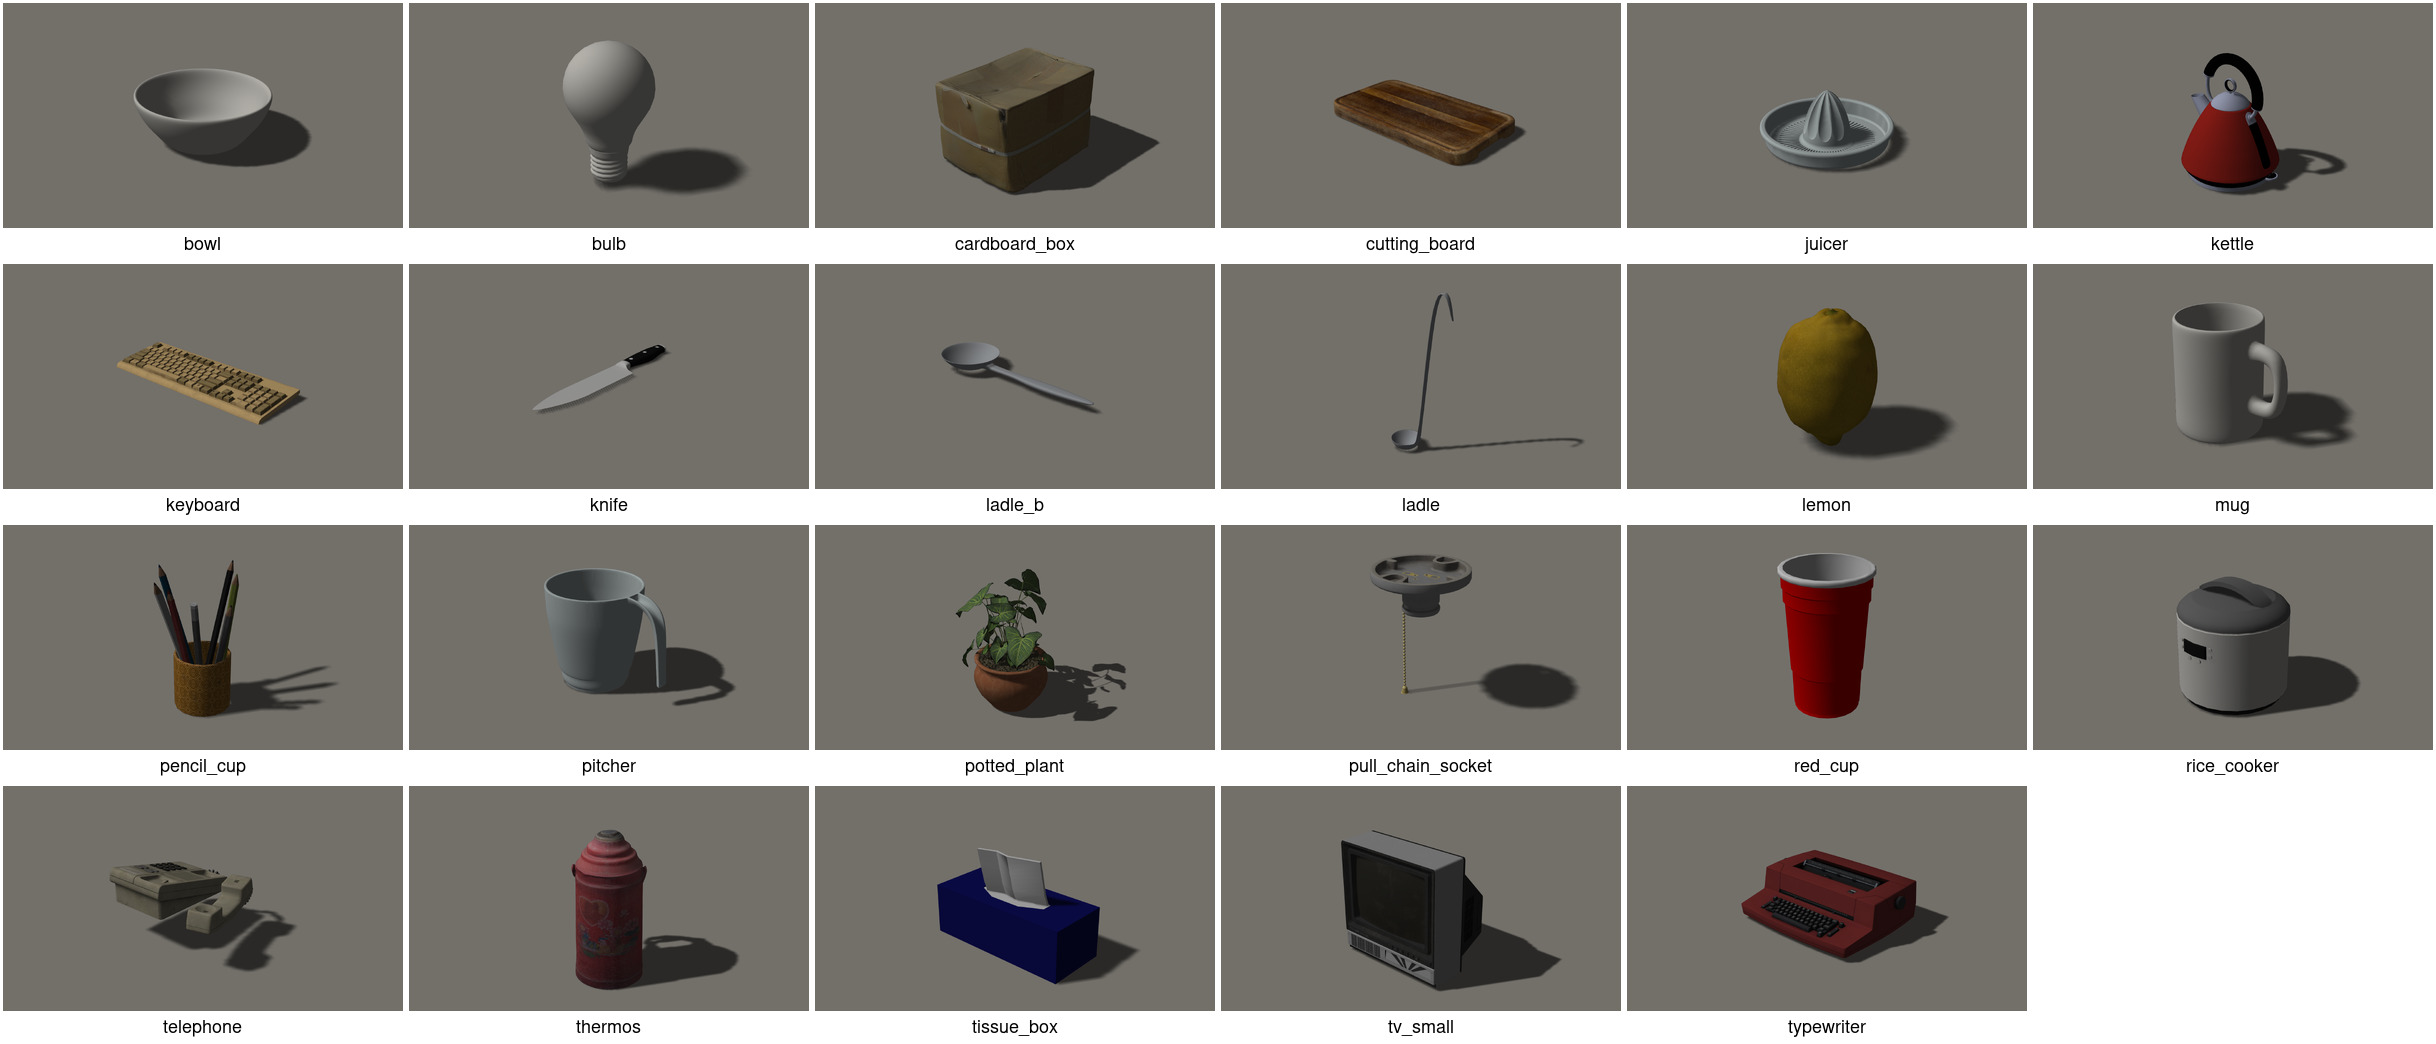 bowl
bulb
cardboard_box
cutting_board
juicer
kettle
keyboard
knife
ladle_b
ladle
lemon
mug
pencil_cup
pitcher
potted_plant
pull_chain_socket
red_cup
rice_cooker
telephone
thermos
tissue_box
tv_small
typewriter